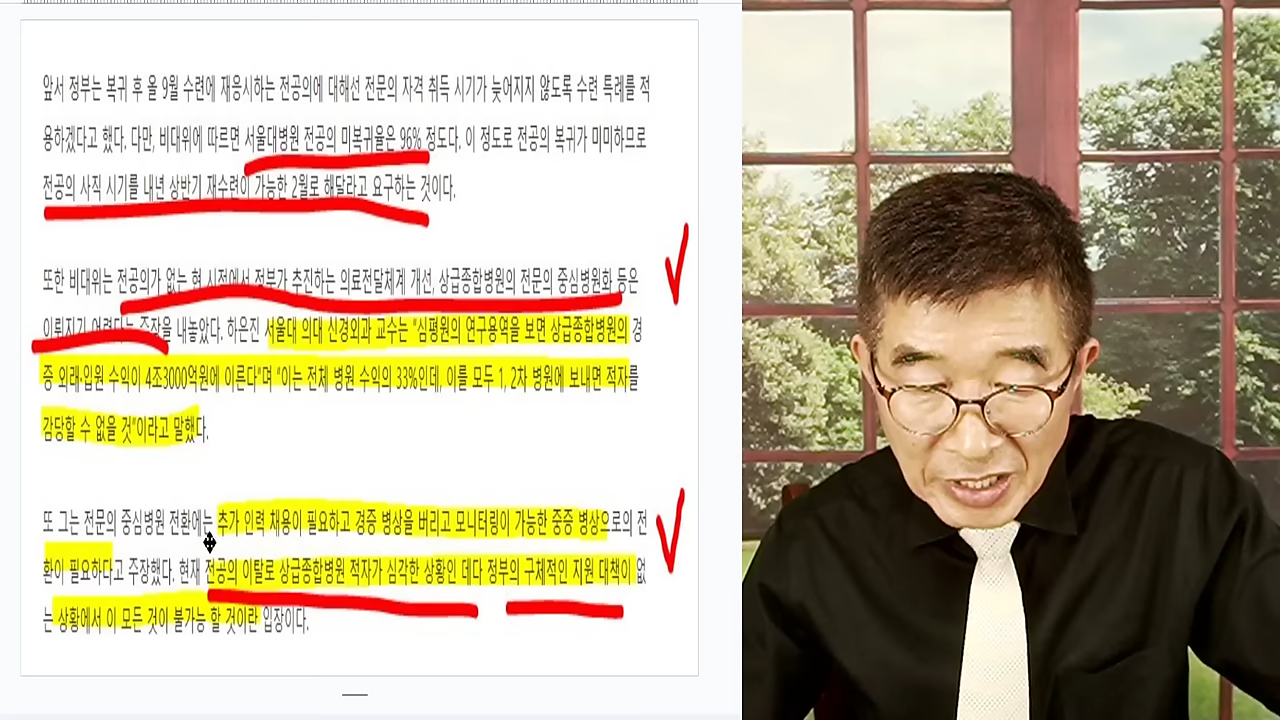 앞서 정부는 복귀 후 올 9월 수련에 재응시하는 전공의에 대해선 전문의 자격 취득 시기가 늦어지지 않도록 수련 특례를 적
용하겠다고 했다. 다만, 비대위에 따르면 서울대병원 전공의 미복귀율은 96% 정도다. 이 정도로 전공의 복귀가 미미하므로
전공의 사직 시기를 내년 상반기 재수련이 가능한 2월로 해달라고 요구하는 것이다.
또한 비대위는 전공의가 없는 현 시점에서 정부가 추진하는 의료전달체계 개선, 상급종합병원의 전문의 중심병원화 등은
이뤄지기 어렵다는 주장을 내놓았다. 하은진 서울대 의대 신경외과 교수는 "심평원의 연구용역을 보면 상급종합병원의 경
증 외래·입원 수익이 4조3000억원에 이른다"며 "이는 전체 병원 수익의 33%인데, 이를 모두 1, 2차 병원에 보내면 적자를
감당할 수 없을 것"이라고 말했다.
또 그는 전문의 중심병원 전환에는 추가 인력 채용이 필요하고 경증 병상을 버리고 모니터링이 가능한 중증 병상으로의 전
환이 필요하다고 주장했다. 현재 전공의 이탈로 상급종합병원 적자가 심각한 상황인 데다 정부의 구체적인 지원 대책이 없
는 상황에서 이 모든 것이 불가능 할 것이란 입장이다.